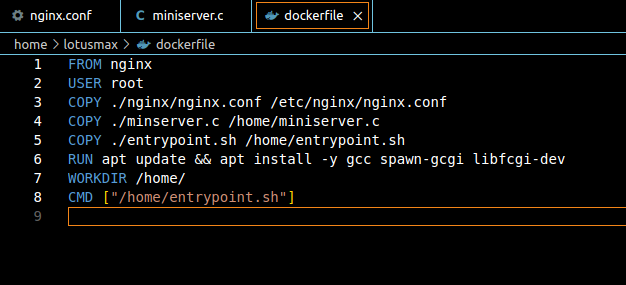 nginx.conf miniserver.c dockerfile
home > lotusmax > dockerfile
1 FROM nginx
2 USER root
3 COPY ./nginx/nginx.conf /etc/nginx/nginx.conf
4 COPY ./minserver.c /home/miniserver.c
5 COPY ./entrypoint.sh /home/entrypoint.sh
6 RUN apt update && apt install -y gcc spawn-gcgi libfcgi-dev
7 WORKDIR /home/
8 CMD ["/home/entrypoint.sh"]
9